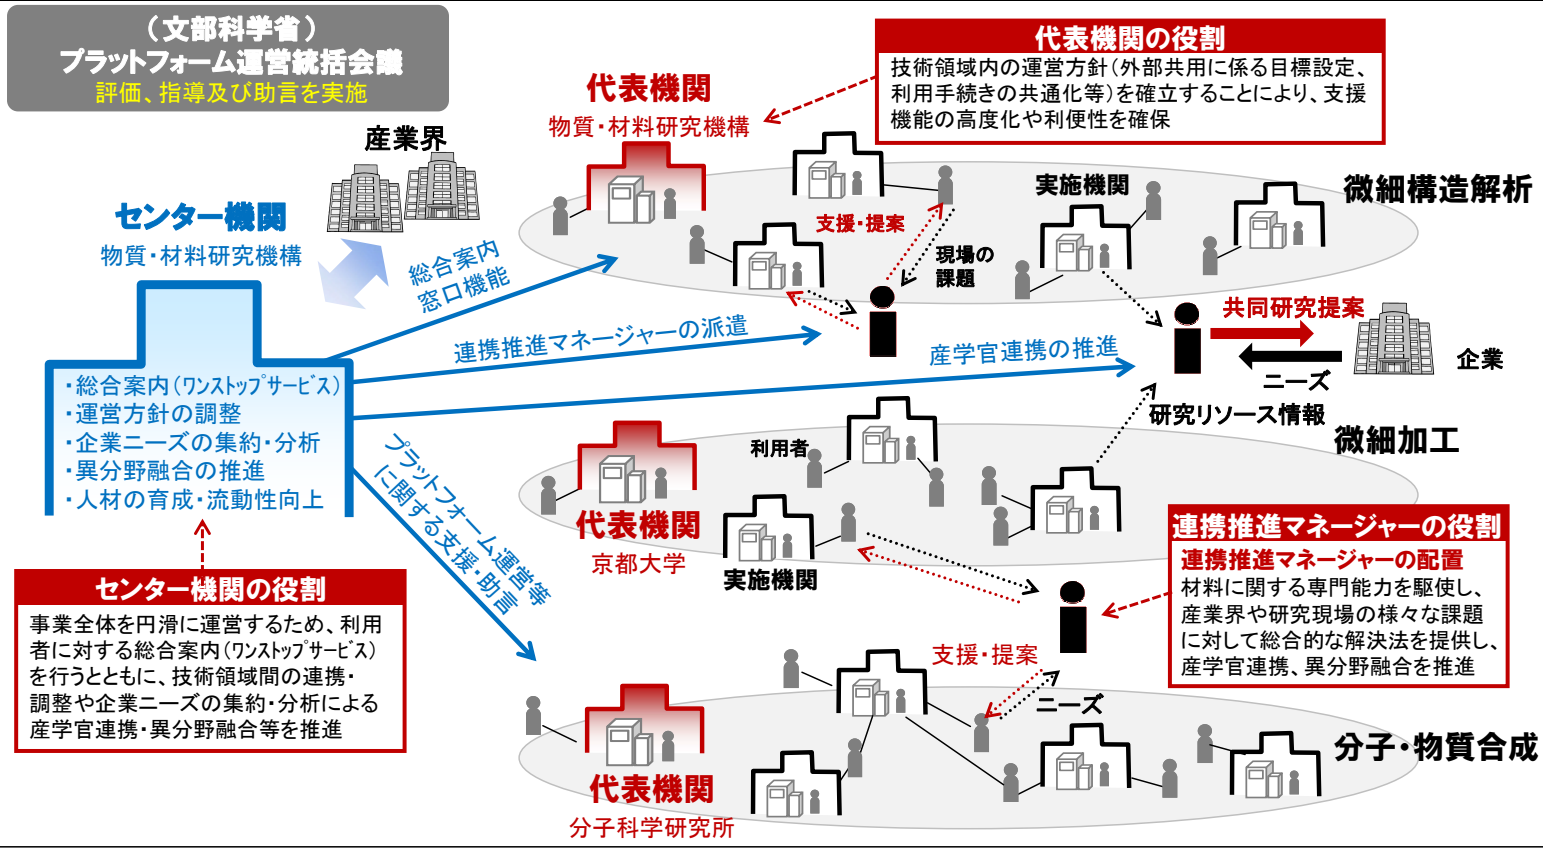 （文部科学省）
プラットフォーム運営統括会議
評価、指導及び助言を実施
産業界
センター機関
物質・材料研究機構
・総合案内（ワンストップサービス）
・運営方針の調整
・企業ニーズの集約・分析
・異分野融合の推進
・人材の育成・流動性向上
センター機関の役割
事業全体を円滑に運営するため、利用
者に対する総合案内（ワンストップサービス）
を行うとともに、技術領域間の連携・
調整や企業ニーズの集約・分析による
産学官連携・異分野融合等を推進
総合案内
窓口機能
連携推進マネージャーの派遣
産学官連携の推進
プラットフォーム運営等
に関する支援・助言
代表機関
物質・材料研究機構
代表機関の役割
技術領域内の運営方針（外部共用に係る目標設定、
利用手続きの共通化等）を確立することにより、支援
機能の高度化や利便性を確保
実施機関
微細構造解析
支援・提案
現場の
課題
共同研究提案
ニーズ
企業
研究リソース情報
利用者
微細加工
代表機関
京都大学
実施機関
連携推進マネージャーの役割
連携推進マネージャーの配置
材料に関する専門能力を駆使し、
産業界や研究現場の様々な課題
に対して総合的な解決法を提供し、
産学官連携、異分野融合を推進
支援・提案
ニーズ
分子・物質合成
代表機関
分子科学研究所